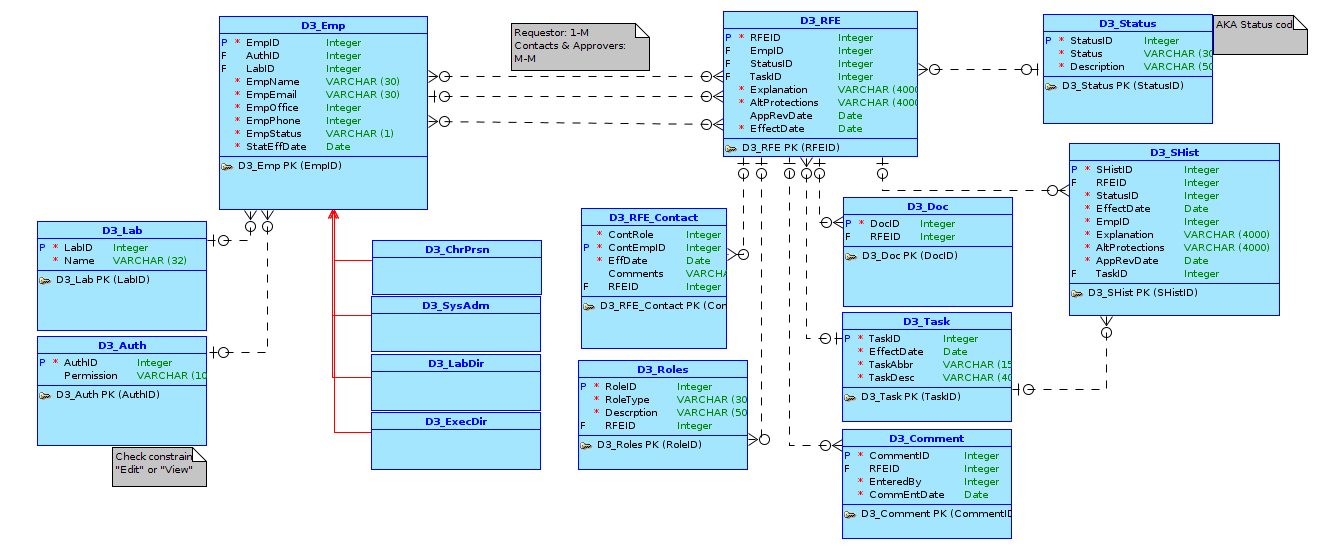 D3_Emp
P * EmpID Integer
F AuthID Integer
F LabID Integer
* EmpName VARCHAR (30)
* EmpEmail VARCHAR (30)
* EmpOffice Integer
* EmpPhone Integer
* EmpStatus VARCHAR (1)
* StatEffDate Date
D3_Emp PK (EmpID)
Requestor: 1-M
Contacts & Approvers:
M-M
D3_RFE
P * RFEID Integer
F EmpID Integer
F StatusID Integer
F TaskID Integer
* Explanation VARCHAR (4000
* AltProtections VARCHAR (4000
AppRevDate Date
* EffectDate Date
D3_RFE PK (RFEID)
D3_Status
P * StatusID Integer
* Status VARCHAR (30
* Description VARCHAR (50
D3_Status PK (StatusID)
AKA Status cod
D3_SHist
P * SHistID Integer
F RFEID Integer
* StatusID Integer
* EffectDate Date
* EmpID Integer
* Explanation VARCHAR (4000)
* AltProtections VARCHAR (4000)
* AppRevDate Date
F TaskID Integer
D3_SHist PK (SHistID)
D3_Lab
P * LabID Integer
* Name VARCHAR (32)
D3_Lab PK (LabID)
D3_Auth
P * AuthID Integer
Permission VARCHAR (10
D3_Auth PK (AuthID)
Check constrain
"Edit" or "View"
D3_ChrPrsn
D3_SysAdm
D3_LabDir
D3_ExecDir
D3_RFE_Contact
* ContRole Integer
P * ContEmpID Integer
* EffDate Date
Comments VARCHA
F RFEID Integer
D3_RFE_Contact PK (Con
D3_Roles
P * RoleID Integer
* RoleType VARCHAR (30
* Descrption VARCHAR (50
F RFEID Integer
D3_Roles PK (RoleID)
D3_Doc
P * DocID Integer
F RFEID Integer
D3_Doc PK (DocID)
D3_Task
P * TaskID Integer
* EffectDate Date
* TaskAbbr VARCHAR (15
* TaskDesc VARCHAR (40
D3_Task PK (TaskID)
D3_Comment
P * CommentID Integer
F RFEID Integer
* EnteredBy Integer
* CommEntDate Date
D3_Comment PK (CommentID